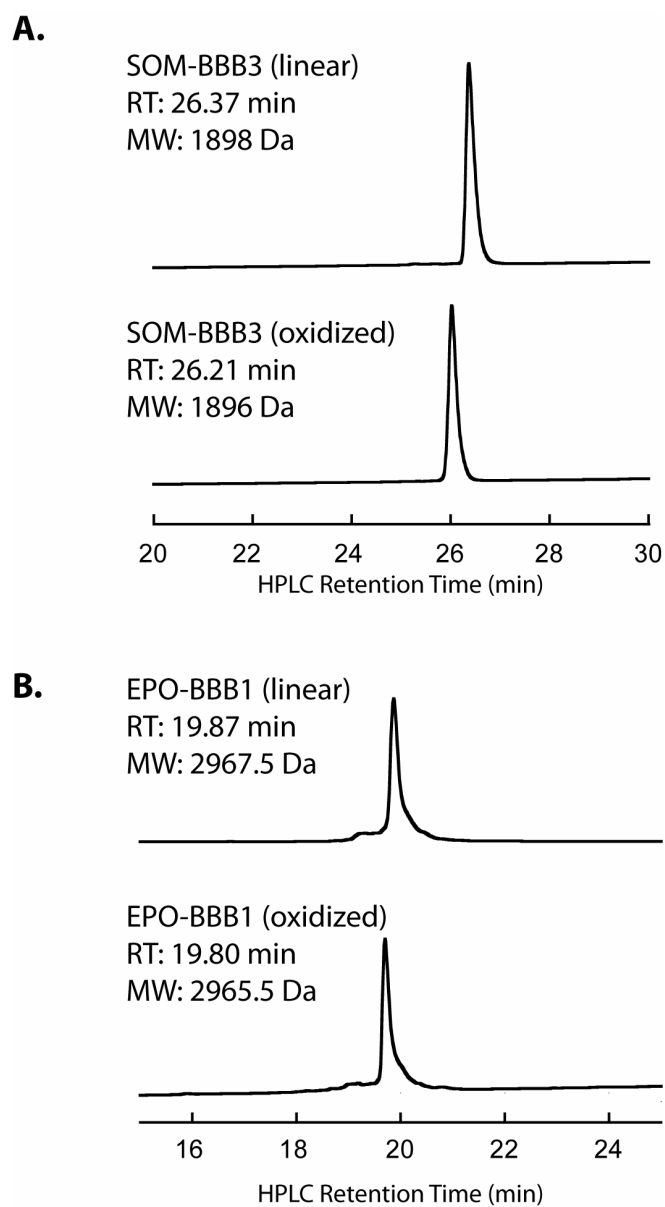 A.
SOM-BBB3 (linear)
RT: 26.37 min
MW: 1898 Da
SOM-BBB3 (oxidized)
RT: 26.21 min
MW: 1896 Da
20 22 24 26 28 30
HPLC Retention Time (min)
B.
EPO-BBB1 (linear)
RT: 19.87 min
MW: 2967.5 Da
EPO-BBB1 (oxidized)
RT: 19.80 min
MW: 2965.5 Da
16 18 20 22 24
HPLC Retention Time (min)